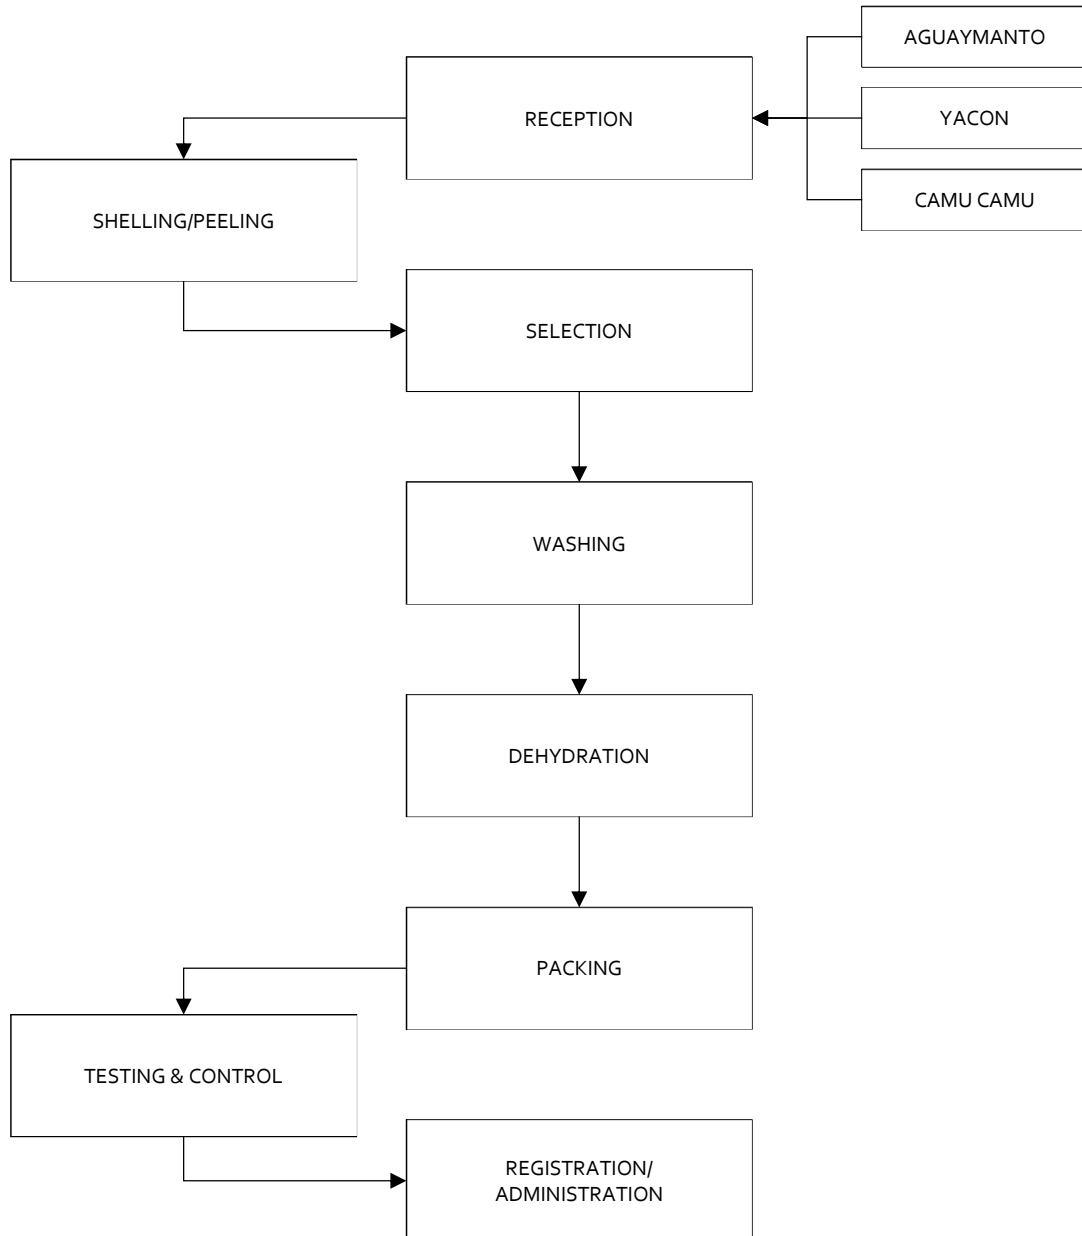 AGUAYMANTO
RECEPTION
YACON
CAMU CAMU
SHELLING/PEELING
SELECTION
WASHING
DEHYDRATION
PACKING
TESTING & CONTROL
REGISTRATION/
ADMINISTRATION